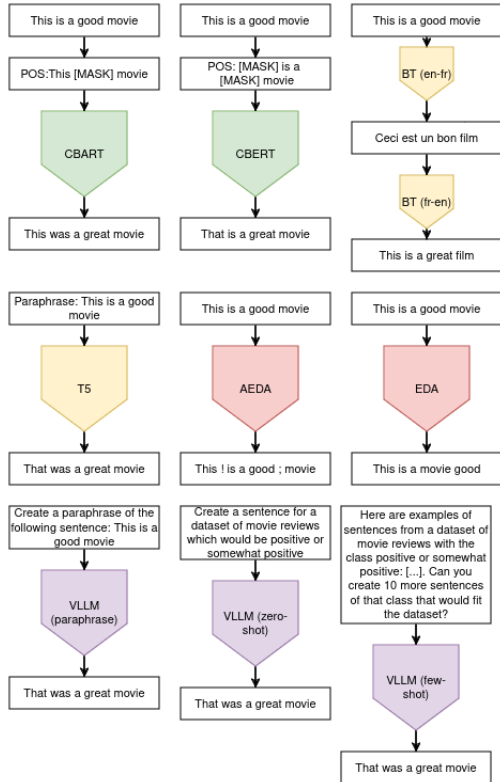 This is a good movie
POS:This [MASK] movie
CBART
This was a great movie
This is a good movie
POS: [MASK] is a
[MASK] movie
CBERT
That is a great movie
This is a good movie
BT (en-fr)
Ceci est un bon film
BT (fr-en)
This is a great film
Paraphrase: This is a good
movie
T5
That was a great movie
This is a good movie
AEDA
This ! is a good ; movie
This is a good movie
EDA
This is a movie good
Create a paraphrase of the
following sentence: This is a
good movie
VLLM
(paraphrase)
That was a great movie
Create a sentence for a
dataset of movie reviews
which would be positive or
somewhat positive
VLLM (zero-
shot)
That was a great movie
Here are examples of
sentences from a dataset of
movie reviews with the
class positive or somewhat
positive: [...]. Can you
create 10 more sentences
of that class that would fit
the dataset?
VLLM (few-
shot)
That was a great movie